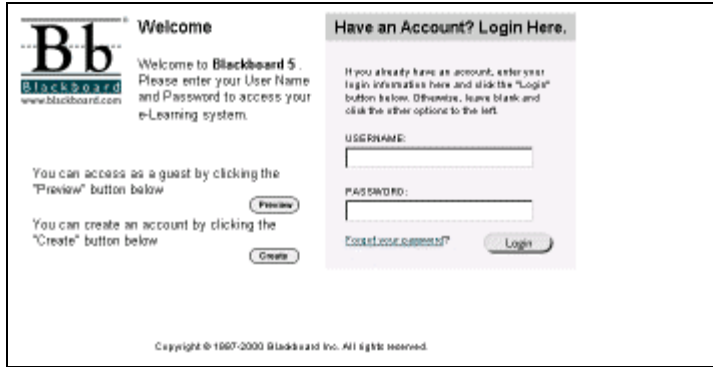 Bb
Blackboard
www.blackboard.com
Welcome
Welcome to Blackboard 5 .
Please enter your User Name
and Password to access your
e-Learning system.
You can access as a guest by clicking the
"Preview" button below
Preview
You can create an account by clicking the
"Create" button below
Create
Have an Account? Login Here.
If you already have an account, enter your
login information here and click the "Login"
button below. Otherwise, leave blank and
click the other options to the left.
USERNAME:
PASSWORD:
Forgot your password?
Login
Copyright © 1997-2000 Blackboard Inc. All rights reserved.